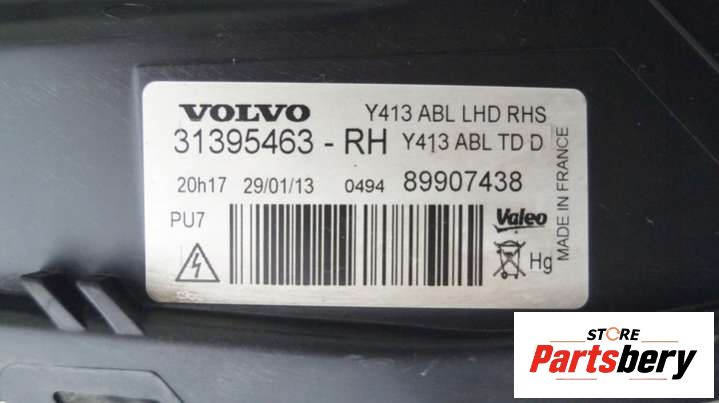 VOLVO Y413 ABL LHD RHS
31395463 - RH Y413 ABL TD D
20h17 29/01/13 0494 89907438
PU7 Valeo
Hg
MADE IN FRANCE
STORE
Partsbery